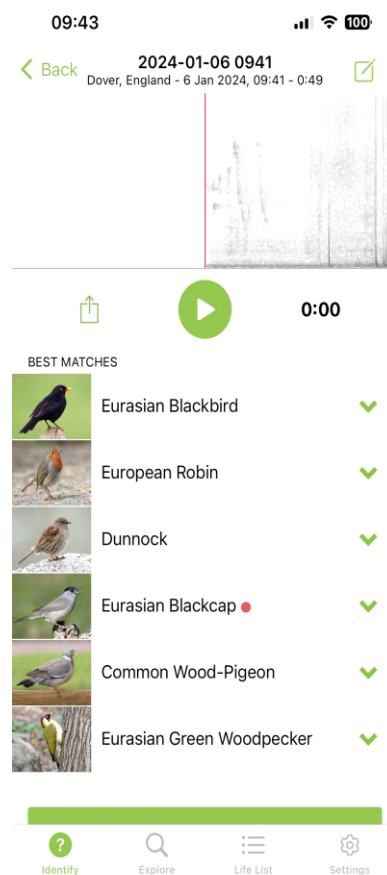 09:43
100
Back
2024-01-06 0941
Dover, England - 6 Jan 2024, 09:41 - 0:49
0:00
BEST MATCHES
Eurasian Blackbird
European Robin
Dunnock
Eurasian Blackcap
Common Wood-Pigeon
Eurasian Green Woodpecker
?
Identify
Explore
Life List
Settings